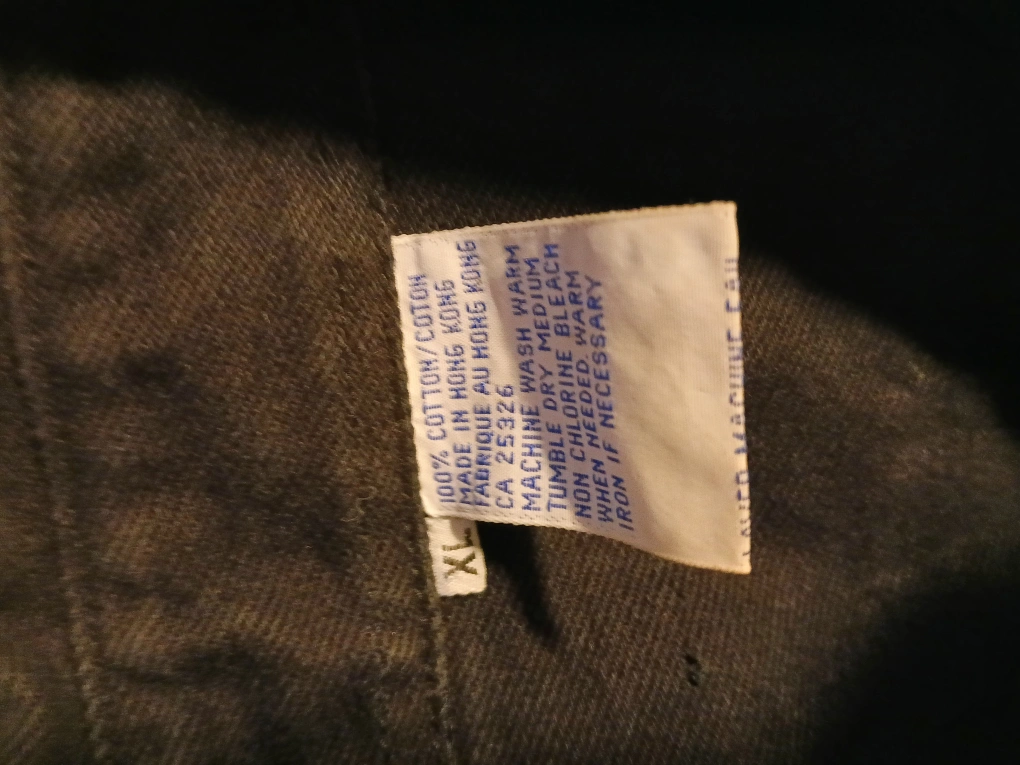 100% COTTON/COTON
MADE IN HONG KONG
FABRIQUE AU HONG KONG
CA 25326
MACHINE WASH WARM
TUMBLE DRY MEDIUM
NON CHLORINE BLEACH
WHEN NEEDED. WARM
IRON IF NECESSARY
XL